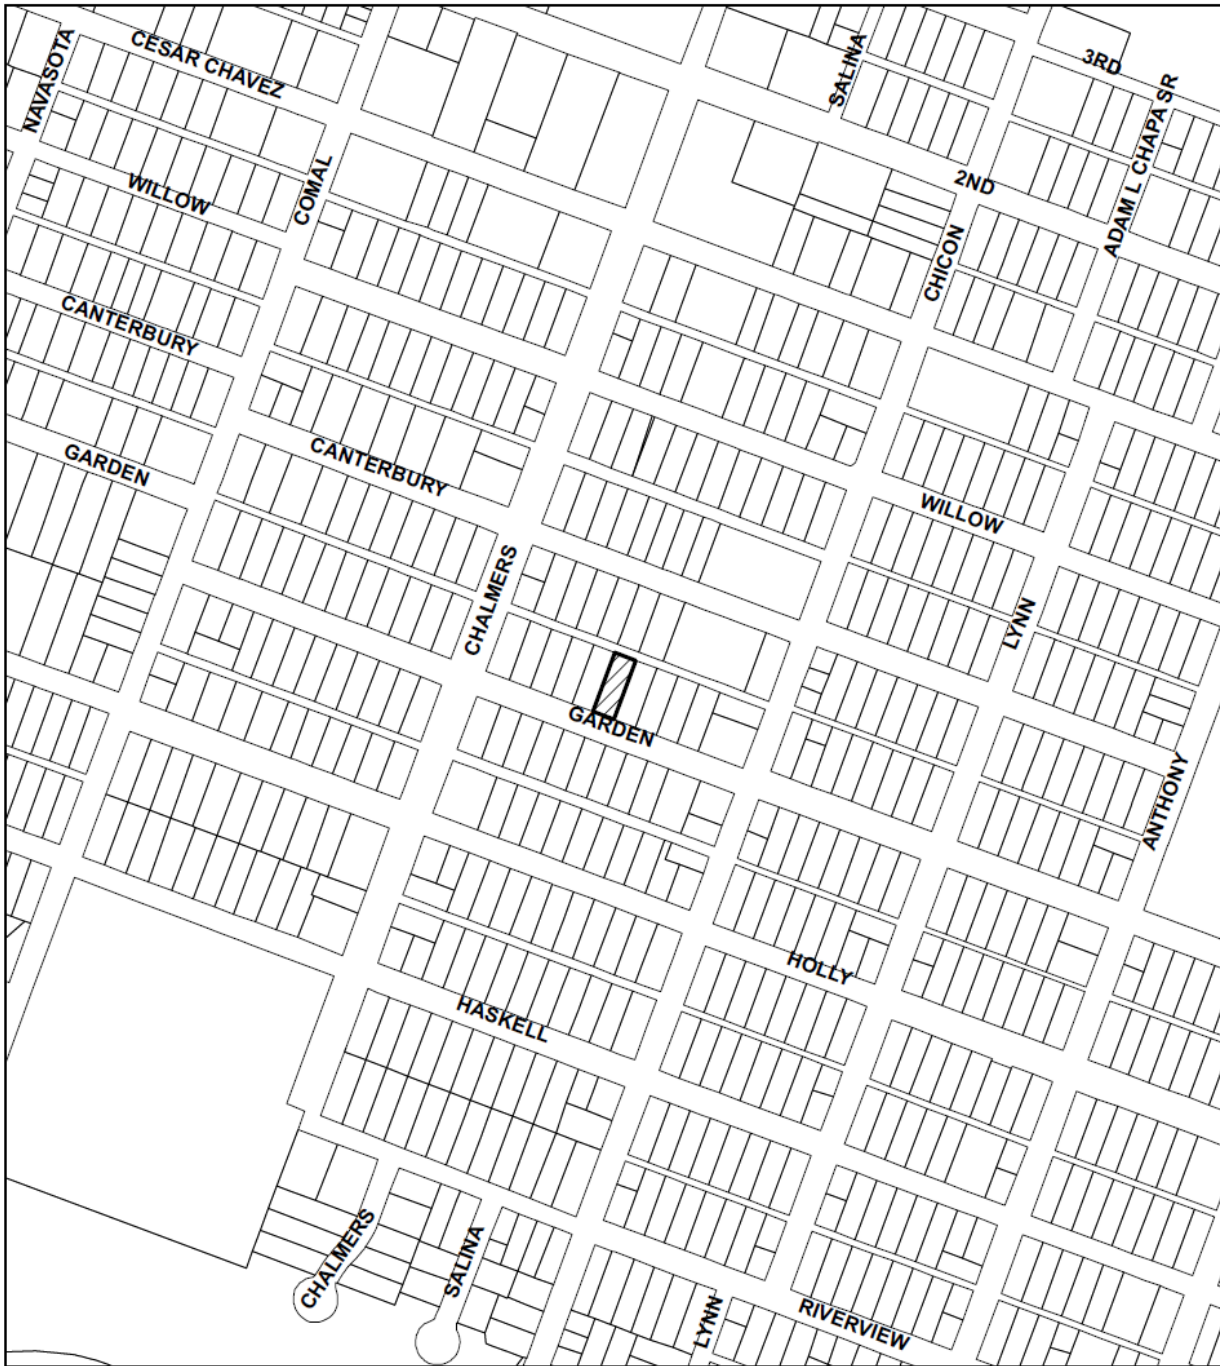 NAVASOTA
CESAR CHAVEZ
SALINA
3RD
ADAM L CHAPA SR
WILLOW
COMAL
2ND
CHICON
CANTERBURY
GARDEN
CANTERBURY
WILLOW
CHALMERS
LYNN
GARDEN
ANTHONY
HOLLY
HASKELL
CHALMERS
SALINA
LYNN
RIVERVIEW